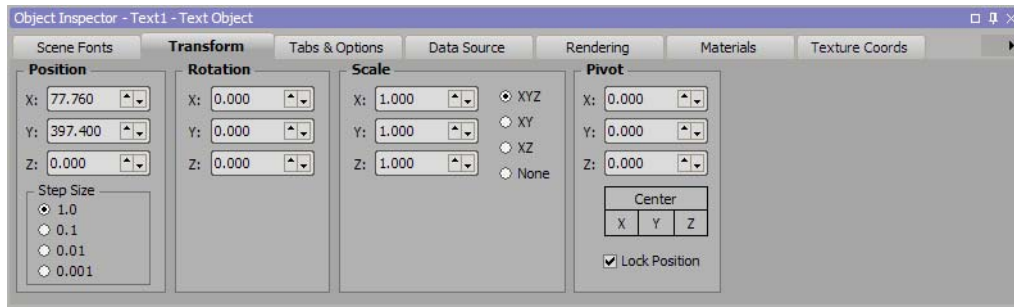 Object Inspector - Text1 - Text Object
Scene Fonts Transform Tabs & Options Data Source Rendering Materials Texture Coords
Position
X: 77.760
Y: 397.400
Z: 0.000
Step Size
1.0
0.1
0.01
0.001
Rotation
X: 0.000
Y: 0.000
Z: 0.000
Scale
X: 1.000
Y: 1.000
Z: 1.000
XYZ
XY
XZ
None
Pivot
X: 0.000
Y: 0.000
Z: 0.000
Center
X Y Z
Lock Position